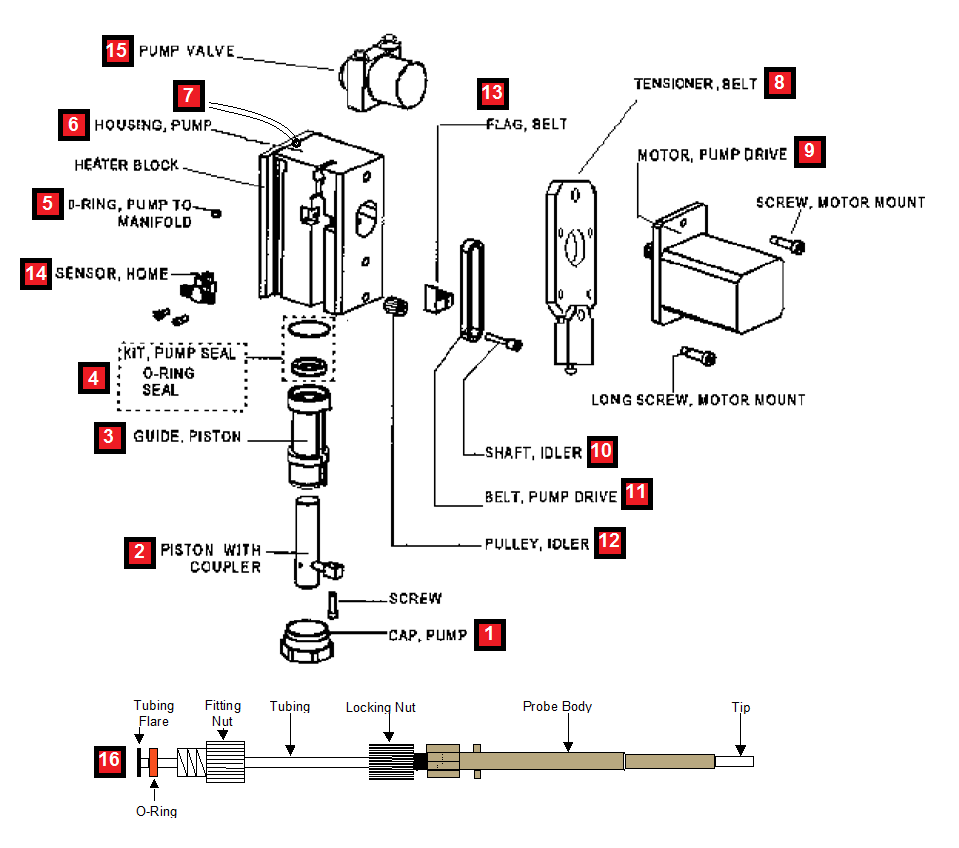 15 PUMP VALVE
7
13
FLAG, BELT
TENSIONER, BELT 8
6 HOUSING, PUMP
HEATER BLOCK
MOTOR, PUMP DRIVE 9
5 O-RING, PUMP TO
MANIFOLD
SCREW, MOTOR MOUNT
14 SENSOR, HOME
KIT, PUMP SEAL
4 O-RING
SEAL
LONG SCREW, MOTOR MOUNT
3 GUIDE, PISTON
SHAFT, IDLER 10
BELT, PUMP DRIVE 11
PULLEY, IDLER 12
2 PISTON WITH
COUPLER
SCREW
CAP, PUMP 1
Tubing
Flare
Fitting
Nut
Tubing
Locking Nut
Probe Body
Tip
16
O-Ring